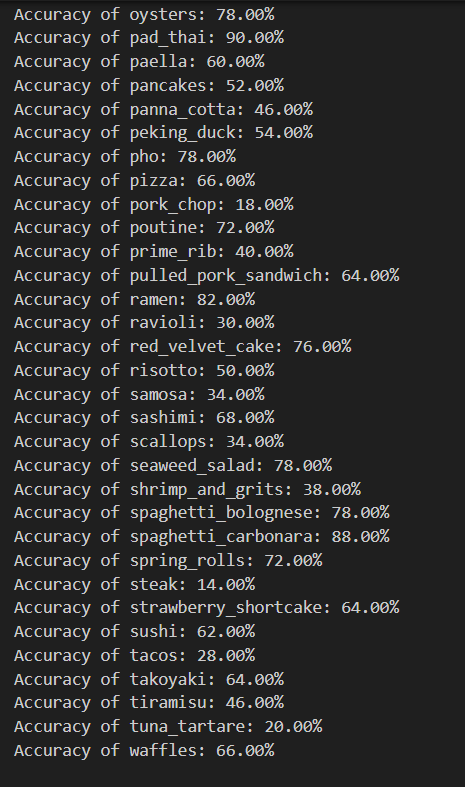 Accuracy of oysters: 78.00%
Accuracy of pad_thai: 90.00%
Accuracy of paella: 60.00%
Accuracy of pancakes: 52.00%
Accuracy of panna_cotta: 46.00%
Accuracy of peking_duck: 54.00%
Accuracy of pho: 78.00%
Accuracy of pizza: 66.00%
Accuracy of pork_chop: 18.00%
Accuracy of poutine: 72.00%
Accuracy of prime_rib: 40.00%
Accuracy of pulled_pork_sandwich: 64.00%
Accuracy of ramen: 82.00%
Accuracy of ravioli: 30.00%
Accuracy of red_velvet_cake: 76.00%
Accuracy of risotto: 50.00%
Accuracy of samosa: 34.00%
Accuracy of sashimi: 68.00%
Accuracy of scallops: 34.00%
Accuracy of seaweed_salad: 78.00%
Accuracy of shrimp_and_grits: 38.00%
Accuracy of spaghetti_bolognese: 78.00%
Accuracy of spaghetti_carbonara: 88.00%
Accuracy of spring_rolls: 72.00%
Accuracy of steak: 14.00%
Accuracy of strawberry_shortcake: 64.00%
Accuracy of sushi: 62.00%
Accuracy of tacos: 28.00%
Accuracy of takoyaki: 64.00%
Accuracy of tiramisu: 46.00%
Accuracy of tuna_tartare: 20.00%
Accuracy of waffles: 66.00%